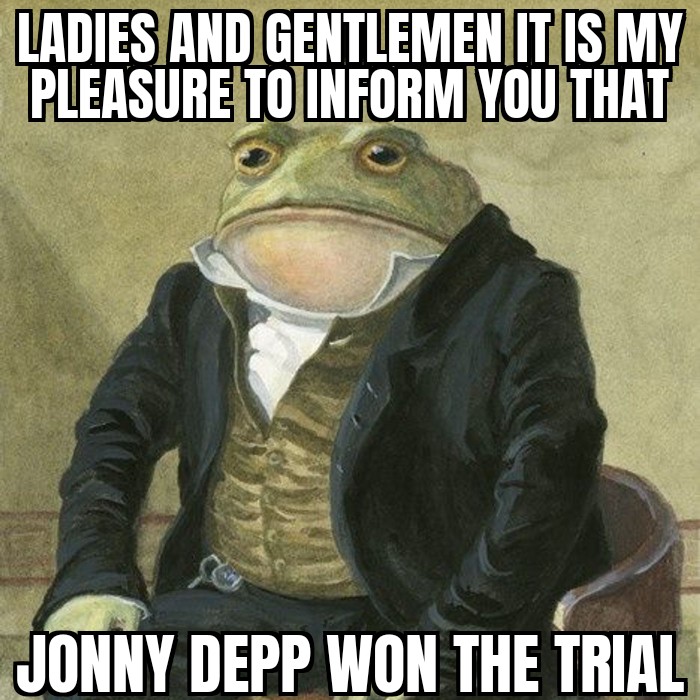 LADIES AND GENTLEMEN IT IS MY
PLEASURE TO INFORM YOU THAT
JONNY DEPP WON THE TRIAL